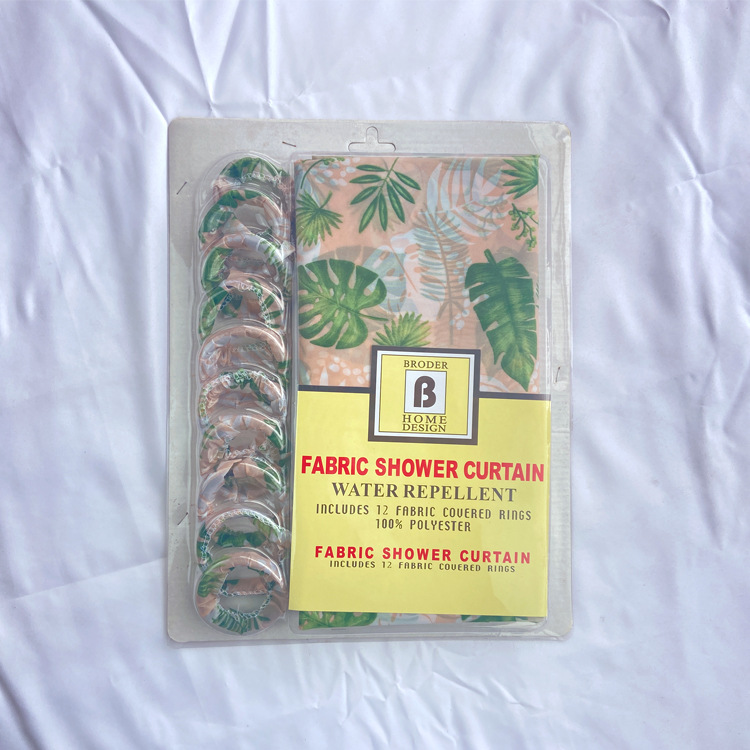 BRODER
B
HOME
DESIGN
FABRIC SHOWER CURTAIN
WATER REPELLENT
INCLUDES 12 FABRIC COVERED RINGS
100% POLYESTER
FABRIC SHOWER CURTAIN
INCLUDES 12 FABRIC COVERED RINGS